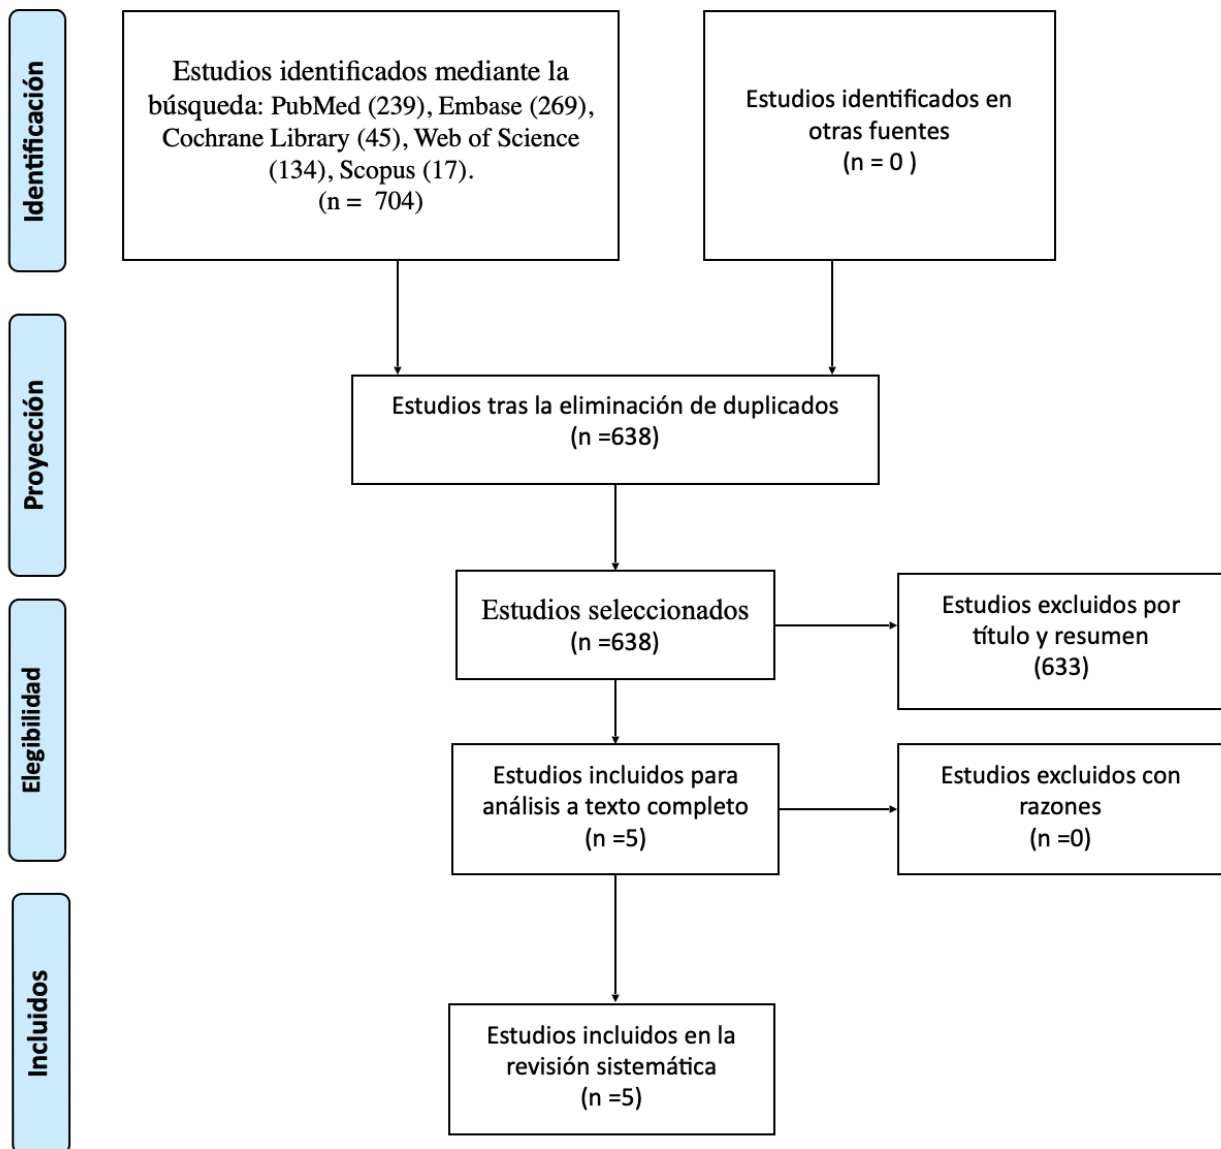 Identificación
Estudios identificados mediante la
búsqueda: PubMed (239), Embase (269),
Cochrane Library (45), Web of Science
(134), Scopus (17).
(n =  704)
Estudios identificados en
otras fuentes
(n = 0 )
Proyección
Estudios tras la eliminación de duplicados
(n =638)
Elegibilidad
Estudios seleccionados
(n =638)
Estudios excluidos por
título y resumen
(633)
Estudios incluidos para
análisis a texto completo
(n =5)
Estudios excluidos con
razones
(n =0)
Incluidos
Estudios incluidos en la
revisión sistemática
(n =5)